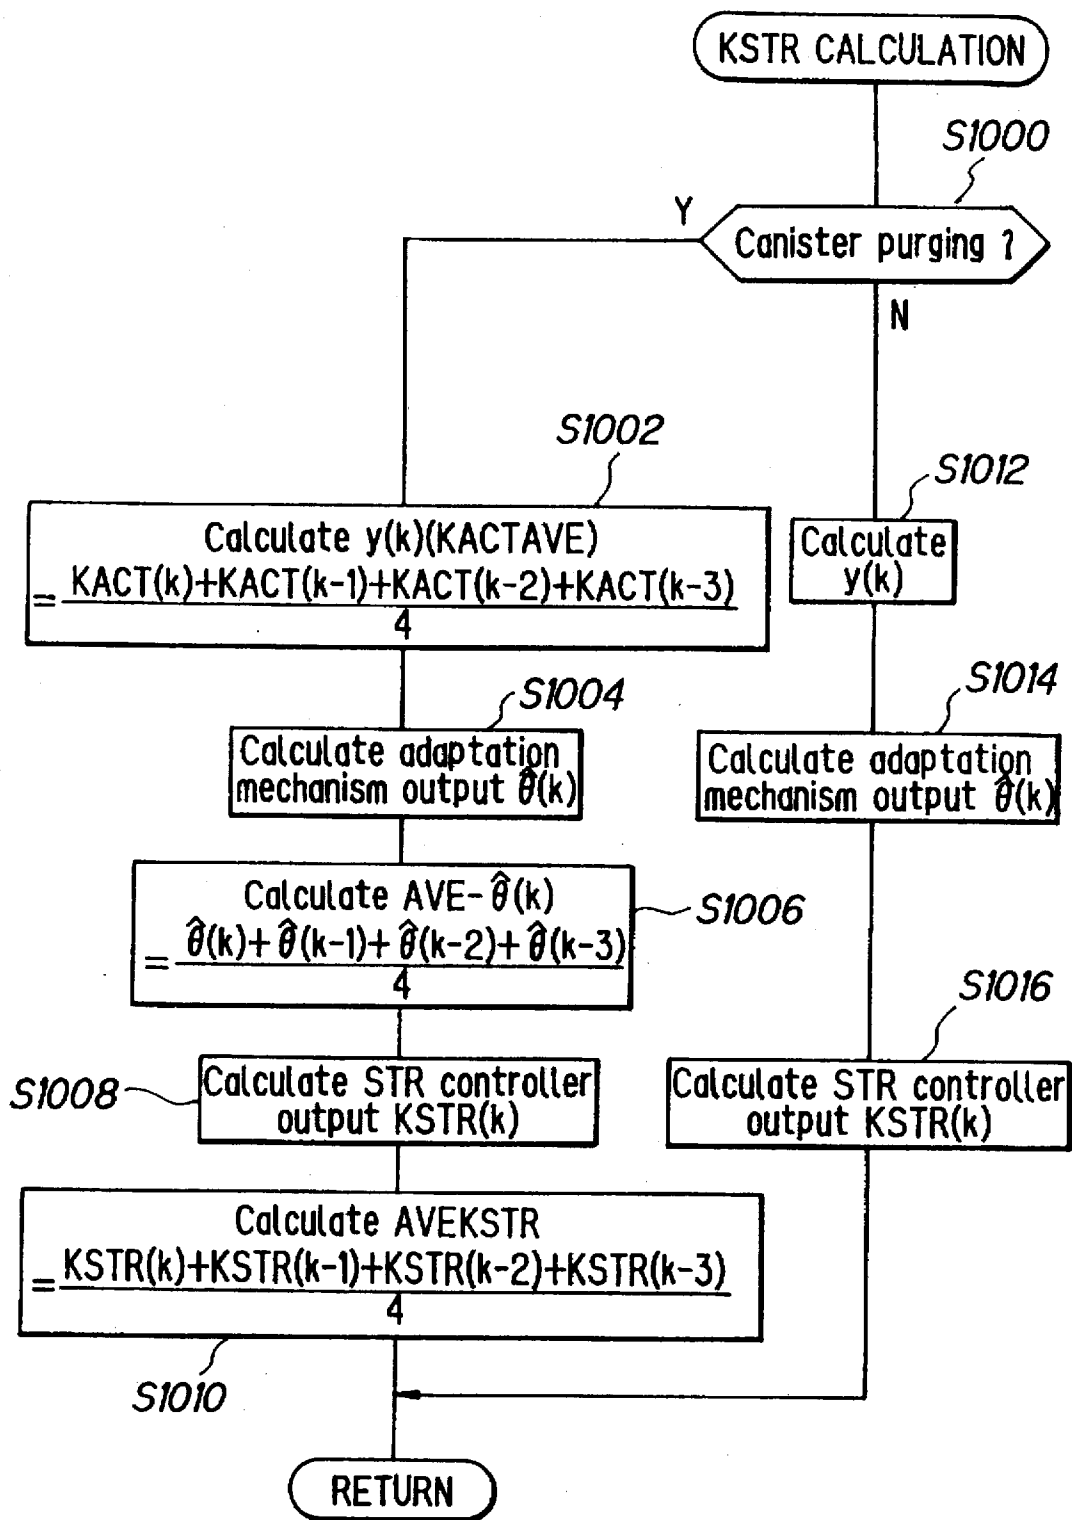 KSTR CALCULATION
S1000
Canister purging ?
Y
N
S1002
Calculate y(k)(KACTAVE)
= KACT(k)+KACT(k-1)+KACT(k-2)+KACT(k-3)
4
S1004
Calculate adaptation
mechanism output θ̂(k)
Calculate AVE-θ̂(k)
= θ̂(k)+θ̂(k-1)+θ̂(k-2)+θ̂(k-3)
4
S1006
S1008
Calculate STR controller
output KSTR(k)
Calculate AVEKSTR
= KSTR(k)+KSTR(k-1)+KSTR(k-2)+KSTR(k-3)
4
S1010
S1012
Calculate
y(k)
S1014
Calculate adaptation
mechanism output θ̂(k)
S1016
Calculate STR controller
output KSTR(k)
RETURN